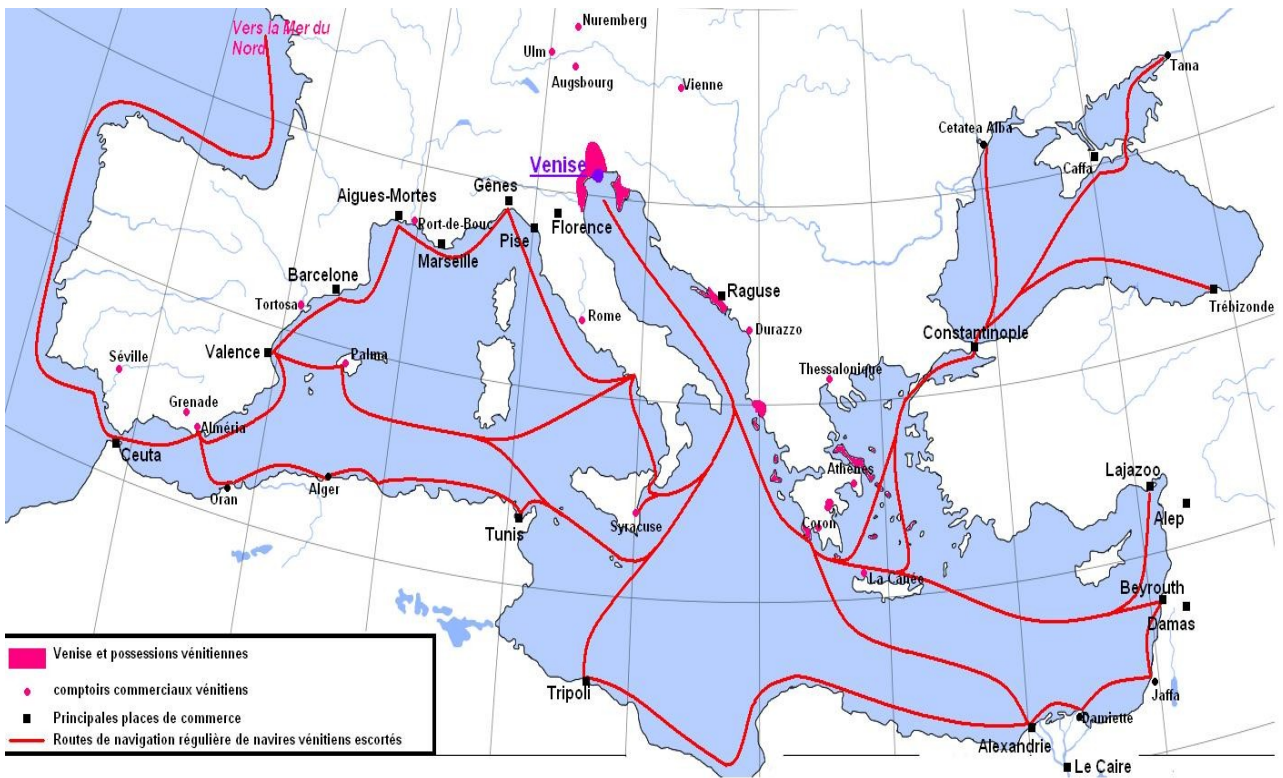 Vers la Mer du
Nord
Nuremberg
Ulm
Augsbourg
Vienne
Tana
Cetatea Alba
Caffa
Venise
Gênes
Aigues-Mortes
Port-de-Bouc
Pise
Florence
Marseille
Barcelone
Tortosa
Raguse
Trébizonde
Rome
Durazzo
Constantinople
Valence
Palma
Séville
Thessalonique
Grenade
Alméria
Ceuta
Athènes
Lajazoo
Oran
Alger
Alep
Tunis
Syracuse
Coron
La Canée
Beyrouth
Damas
Tripoli
Jaffa
Damiette
Alexandrie
Le Caire
Venise et possessions vénitiennes
comptoirs commerciaux vénitiens
Principales places de commerce
Routes de navigation régulière de navires vénitiens escortés